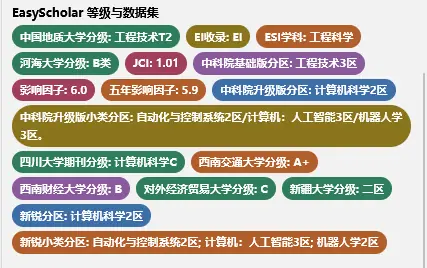 EasyScholar 等级与数据集
中国地质大学分级: 工程技术T2 EI收录: EI ESI学科: 工程科学
河海大学分级: B类 JCI: 1.01 中科院基础版分区: 工程技术3区
影响因子: 6.0 五年影响因子: 5.9 中科院升级版分区: 计算机科学2区
中科院升级版小类分区: 自动化与控制系统2区/计算机：人工智能3区/机器人学
3区。
四川大学期刊分级: 计算机科学C 西南交通大学分级: A+
西南财经大学分级: B 对外经济贸易大学分级: C 新疆大学分级: 二区
新锐分区: 计算机科学2区
新锐小类分区: 自动化与控制系统2区; 计算机：人工智能3区; 机器人学2区